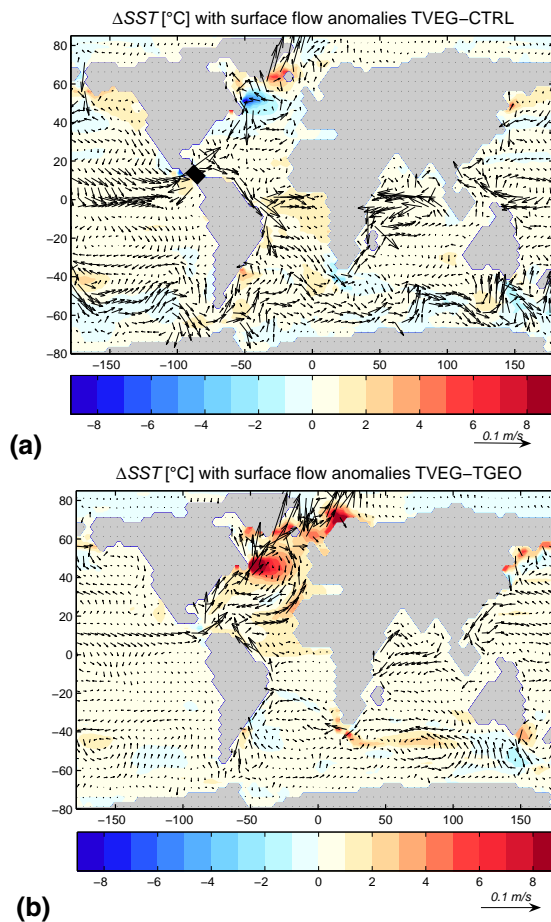 ΔSST [°C] with surface flow anomalies TVEG−CTRL
80
60
40
20
0
−20
−40
−60
−80
−150 −100 −50 0 50 100 150
−8 −6 −4 −2 0 2 4 6 8
(a)
0.1 m/s
ΔSST [°C] with surface flow anomalies TVEG−TGEO
80
60
40
20
0
−20
−40
−60
−80
−150 −100 −50 0 50 100 150
−8 −6 −4 −2 0 2 4 6 8
(b)
0.1 m/s